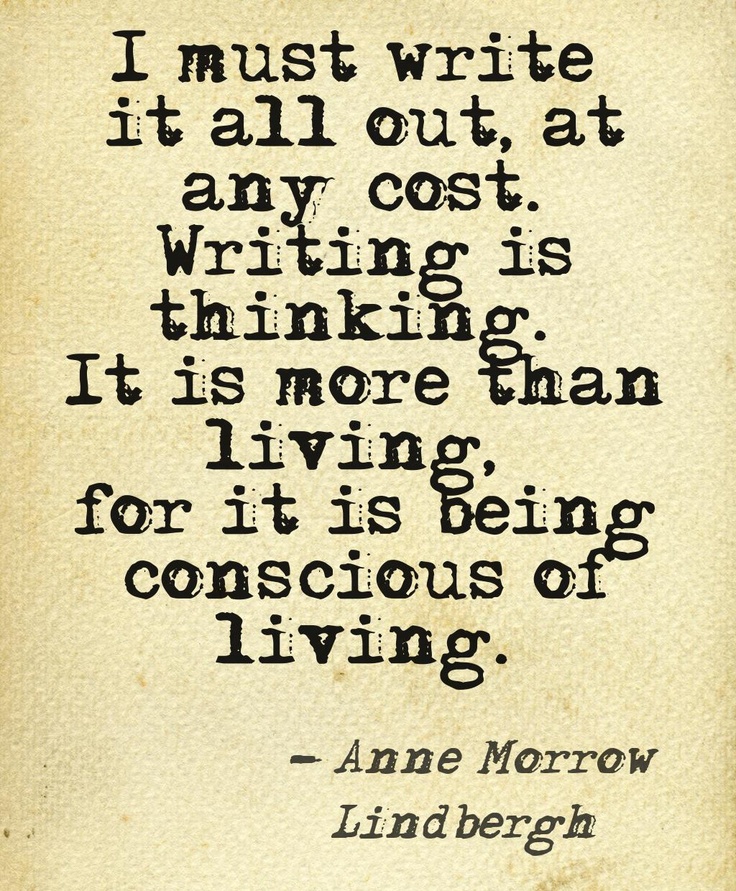 I must write
it all out, at
any cost.
Writing is
thinking.
It is more than
living,
for it is being
conscious of
living.
- Anne Morrow
Lindbergh